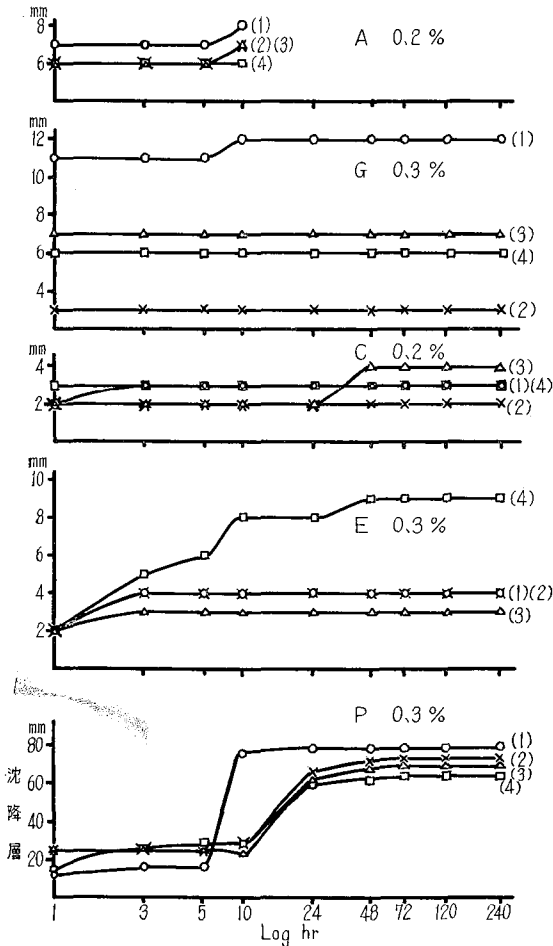 mm
8
6
(1)
(2)(3)
(4)
A 0.2 %
mm
12
10
8
6
4
(1)
G 0.3 %
(3)
(4)
(2)
mm
4
2
C 0.2 %
(3)
(1)(4)
(2)
mm
10
8
6
4
2
(4)
E 0.3 %
(1)(2)
(3)
mm
80
60
40
20
沈降層
P 0.3 %
(1)
(2)
(3)
(4)
1 3 5 10 24 48 72 120 240
Log hr